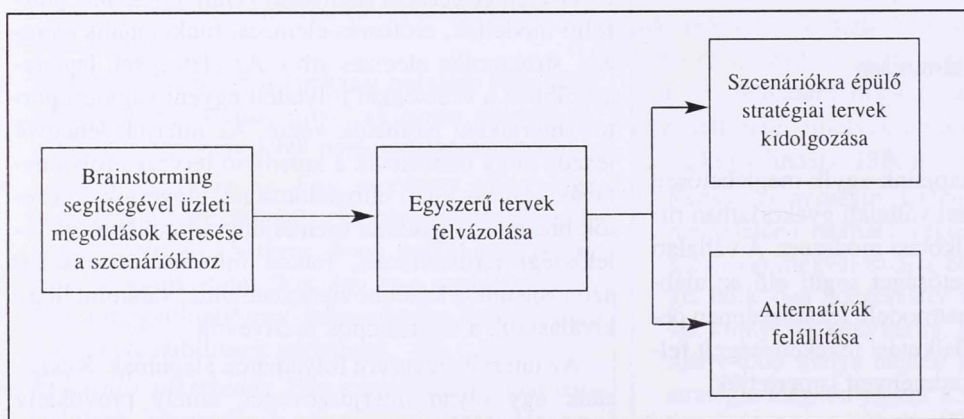 Brainstorming
segítségével üzleti
megoldások keresése
a szcenáriókhoz
Egyszerű tervek
felvázolása
Szcenáriókra épülő
stratégiai tervek
kidolgozása
Alternatívák
felállítása